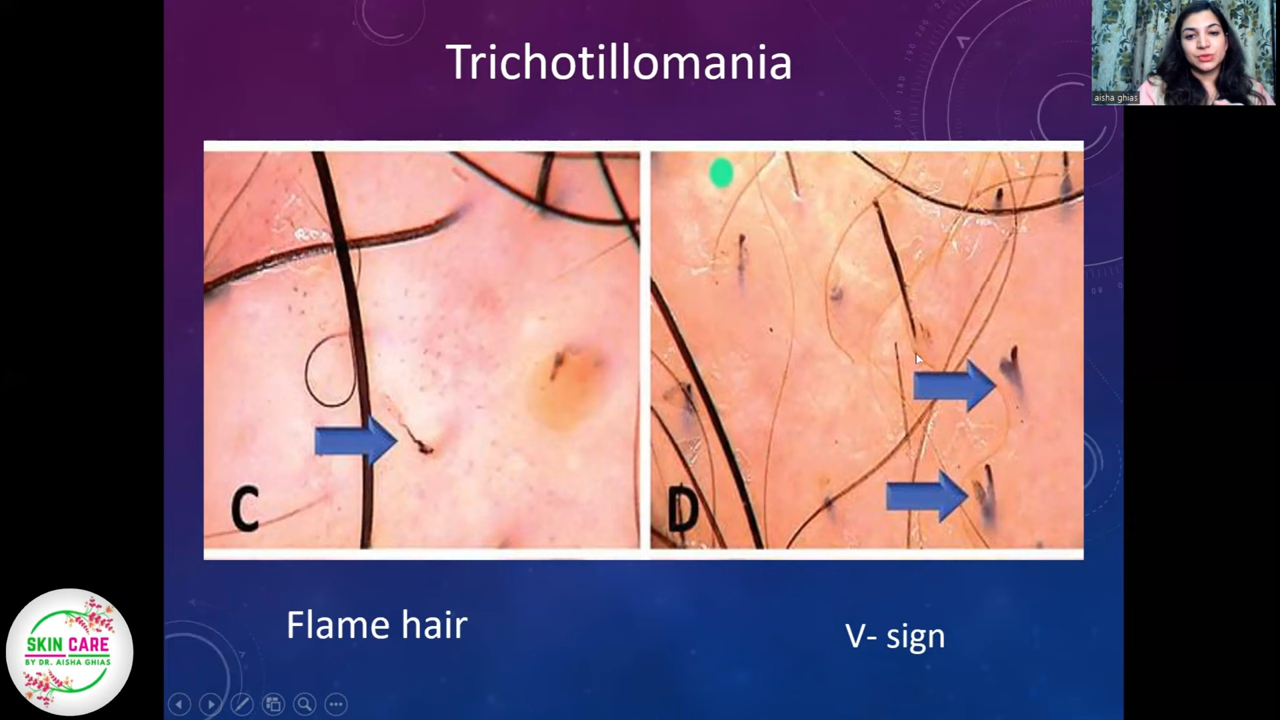 Trichotillomania
aisha ghias
C
D
Flame hair
V- sign
SKIN CARE
BY DR. AISHA GHIAS